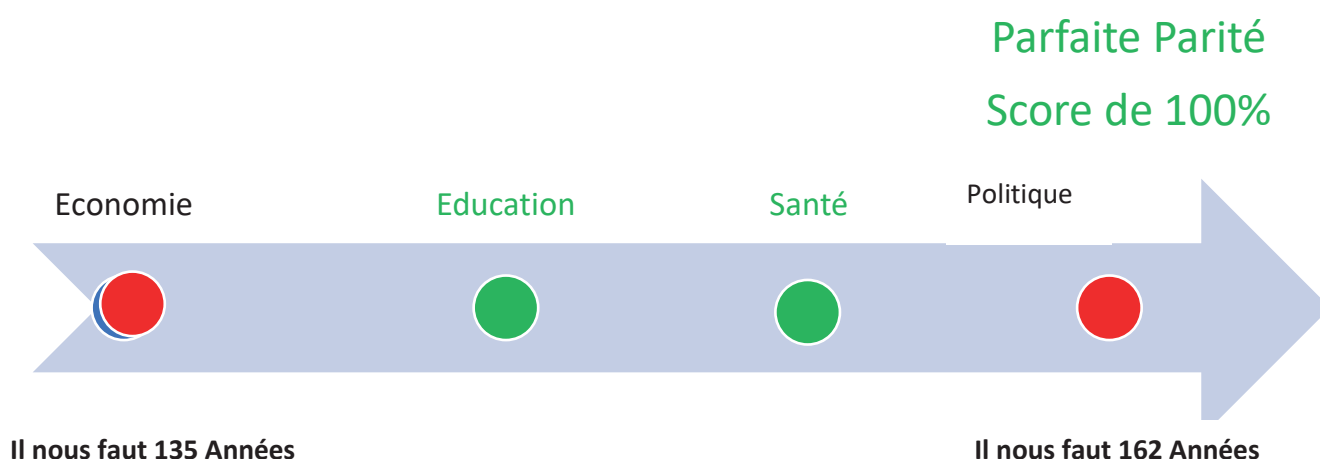 Parfaite Parité
Score de 100%
Economie
Education
Santé
Politique
Il nous faut 135 Années
Il nous faut 162 Années